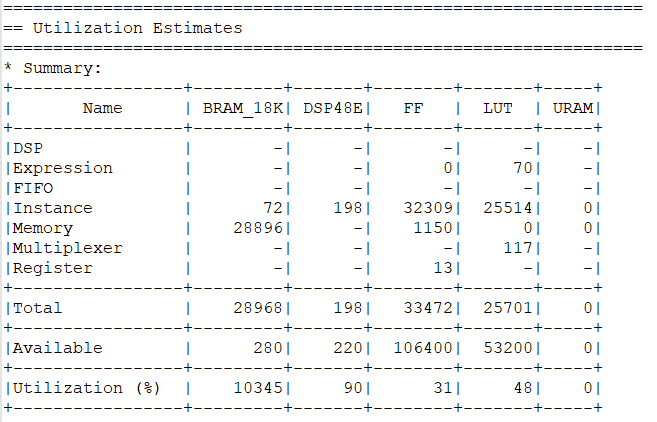 ================================================================
== Utilization Estimates
================================================================
* Summary:
+-----------------+---------+-------+--------+-------+-----+
|       Name      | BRAM_18K| DSP48E|   FF   |  LUT  | URAM|
+-----------------+---------+-------+--------+-------+-----+
|DSP              |        -|      -|       -|      -|    -|
|Expression       |        -|      -|       0|     70|    -|
|FIFO             |        -|      -|       -|      -|    -|
|Instance         |       72|    198|   32309|  25514|    0|
|Memory           |    28896|      -|    1150|      0|    0|
|Multiplexer      |        -|      -|       -|    117|    -|
|Register         |        -|      -|      13|      -|    -|
+-----------------+---------+-------+--------+-------+-----+
|Total            |    28968|    198|   33472|  25701|    0|
+-----------------+---------+-------+--------+-------+-----+
|Available        |      280|    220|  106400|  53200|    0|
+-----------------+---------+-------+--------+-------+-----+
|Utilization (%)  |    10345|     90|      31|     48|    0|
+-----------------+---------+-------+--------+-------+-----+